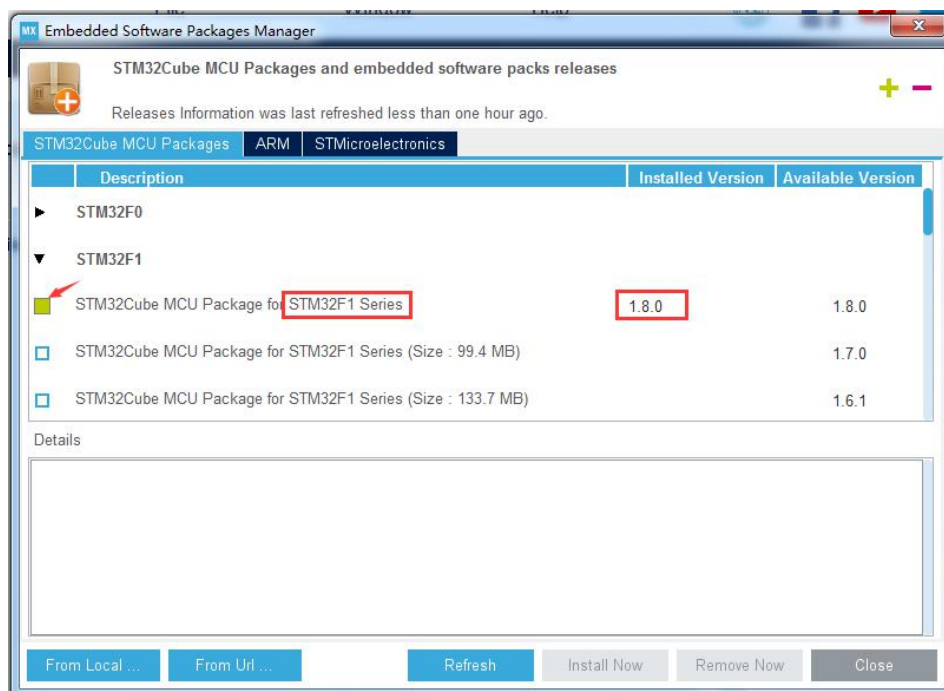 MX Embedded Software Packages Manager
STM32Cube MCU Packages and embedded software packs releases
Releases Information was last refreshed less than one hour ago.
STM32Cube MCU Packages ARM STMicroelectronics
Description Installed Version Available Version
STM32F0
STM32F1
STM32Cube MCU Package for STM32F1 Series 1.8.0 1.8.0
STM32Cube MCU Package for STM32F1 Series (Size : 99.4 MB) 1.7.0
STM32Cube MCU Package for STM32F1 Series (Size : 133.7 MB) 1.6.1
Details
From Local ... From Url ... Refresh Install Now Remove Now Close